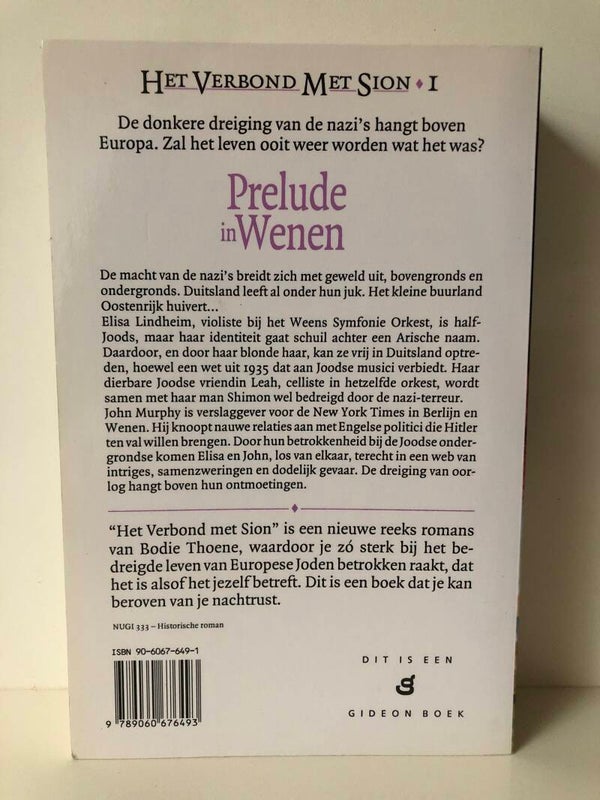 Het Verbond Met Sion ♦ I
De donkere dreiging van de nazi's hangt boven
Europa. Zal het leven ooit weer worden wat het was?
Prelude
in Wenen
De macht van de nazi's breidt zich met geweld uit, bovengronds en
ondergronds. Duitsland leeft al onder hun juk. Het kleine buurland
Oostenrijk huivert...
Elisa Lindheim, violiste bij het Weens Symfonie Orkest, is half-
Joods, maar haar identiteit gaat schuil achter een Arische naam.
Daardoor, en door haar blonde haar, kan ze vrij in Duitsland optre-
den, hoewel een wet uit 1935 dat aan Joodse musici verbiedt. Haar
dierbare Joodse vriendin Leah, celliste in hetzelfde orkest, wordt
samen met haar man Shimon wel bedreigd door de nazi-terreur.
John Murphy is verslaggever voor de New York Times in Berlijn en
Wenen. Hij knoopt nauwe relaties aan met Engelse politici die Hitler
ten val willen brengen. Door hun betrokkenheid bij de Joodse onder-
grondse komen Elisa en John, los van elkaar, terecht in een web van
intriges, samenzweringen en dodelijk gevaar. De dreiging van oor-
log hangt boven hun ontmoetingen.
"Het Verbond met Sion" is een nieuwe reeks romans
van Bodie Thoene, waardoor je zó sterk bij het be-
dreigde leven van Europese Joden betrokken raakt, dat
het is alsof het jezelf betreft. Dit is een boek dat je kan
beroven van je nachtrust.
NUGI 333 – Historische roman
ISBN 90-6067-649-1
9 789060 676493
DIT IS EEN
g
GIDEON BOEK